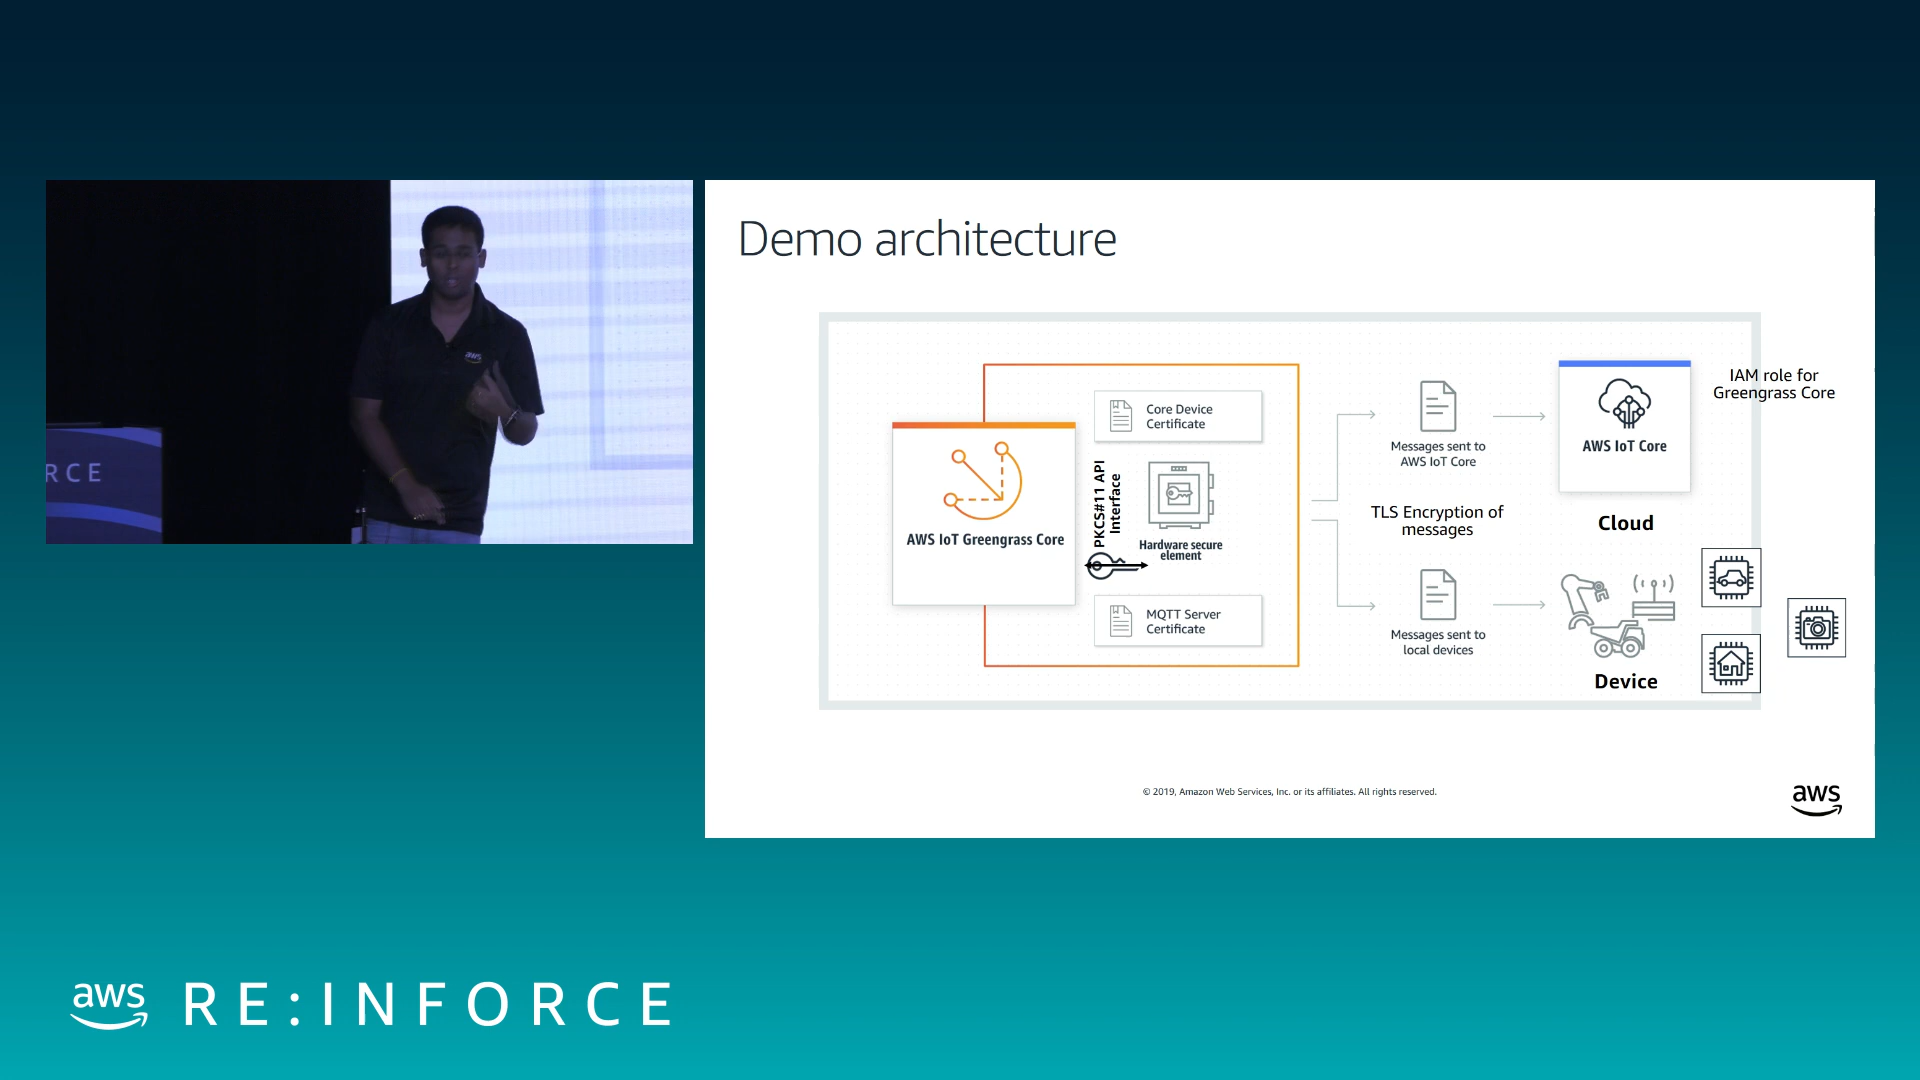 Demo architecture
Core Device
Certificate
AWS IoT Greengrass Core
PKCS#11 API
Interface
Hardware secure
element
MQTT Server
Certificate
Messages sent to
AWS IoT Core
TLS Encryption of
messages
Messages sent to
local devices
AWS IoT Core
Cloud
IAM role for
Greengrass Core
Device
© 2019, Amazon Web Services, Inc. or its affiliates. All rights reserved.
aws
aws
RCE
aws RE:INFORCE